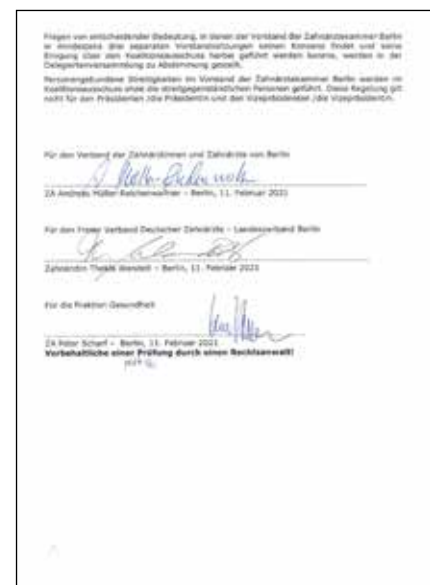 Fragen von entscheidender Bedeutung, in denen der Vorstand der Zahnärztekammer Berlin
in mindestens drei separaten Vorstandssitzungen keinen Konsens findet und keine
Einigung über den Koalitionsausschuss herbei geführt werden konnte, werden in der
Delegiertenversammlung zu Abstimmung gestellt.
Personengebundene Streitigkeiten im Vorstand der Zahnärztekammer Berlin werden im
Koalitionsausschuss ohne die streitgegenständlichen Personen geführt. Diese Regelung gilt
nicht für den Präsidenten /die Präsidentin und den Vizepräsidenten /die Vizepräsidentin.
Für den Verband der Zahnärztinnen und Zahnärzte von Berlin
ZA Andreas Müller-Reichenwallner – Berlin, 11. Februar 2021
Für den Freier Verband Deutscher Zahnärzte – Landesverband Berlin
Zahnärztin Thekla Wandelt – Berlin, 11. Februar 2021
Für die Fraktion Gesundheit
ZA Peter Scharf – Berlin, 11. Februar 2021
Vorbehaltliche einer Prüfung durch einen Rechtsanwalt!